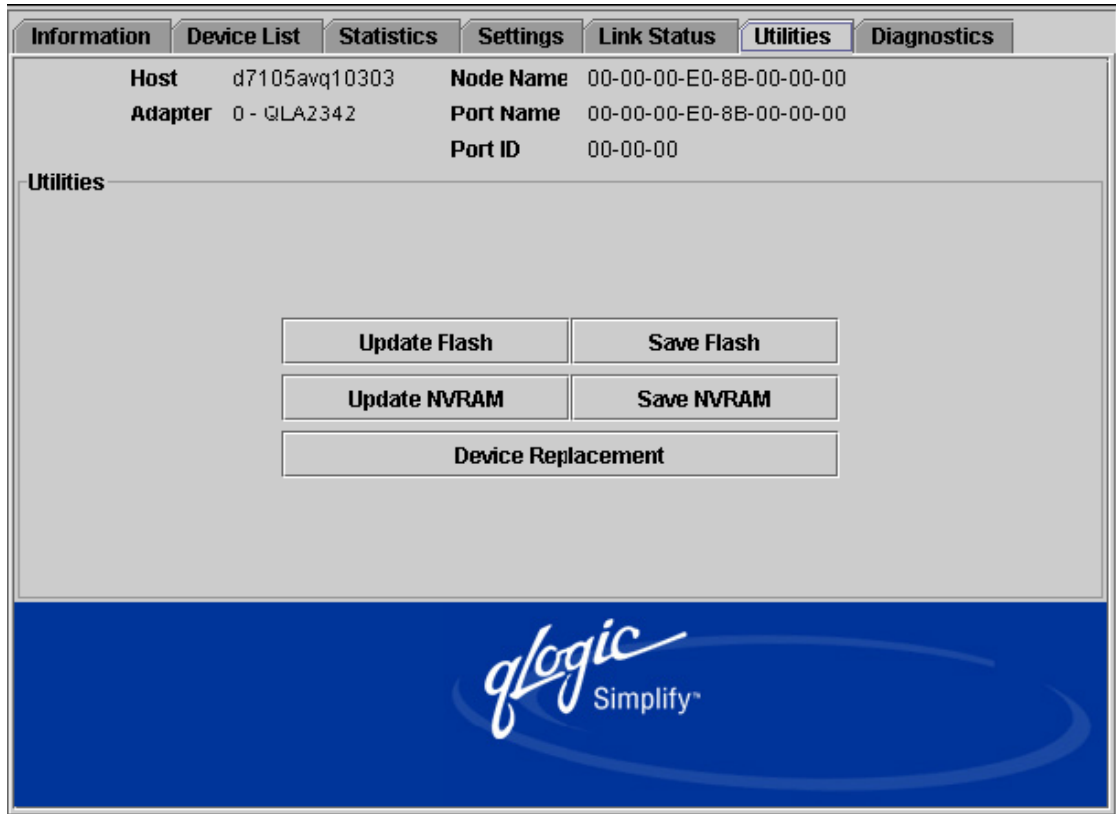 Information Device List Statistics Settings Link Status Utilities Diagnostics
Host d7105avq10303 Node Name 00-00-00-E0-8B-00-00-00
Adapter 0 - QLA2342 Port Name 00-00-00-E0-8B-00-00-00
Port ID 00-00-00
Utilities
Update Flash Save Flash
Update NVRAM Save NVRAM
Device Replacement
qlogic
Simplify™